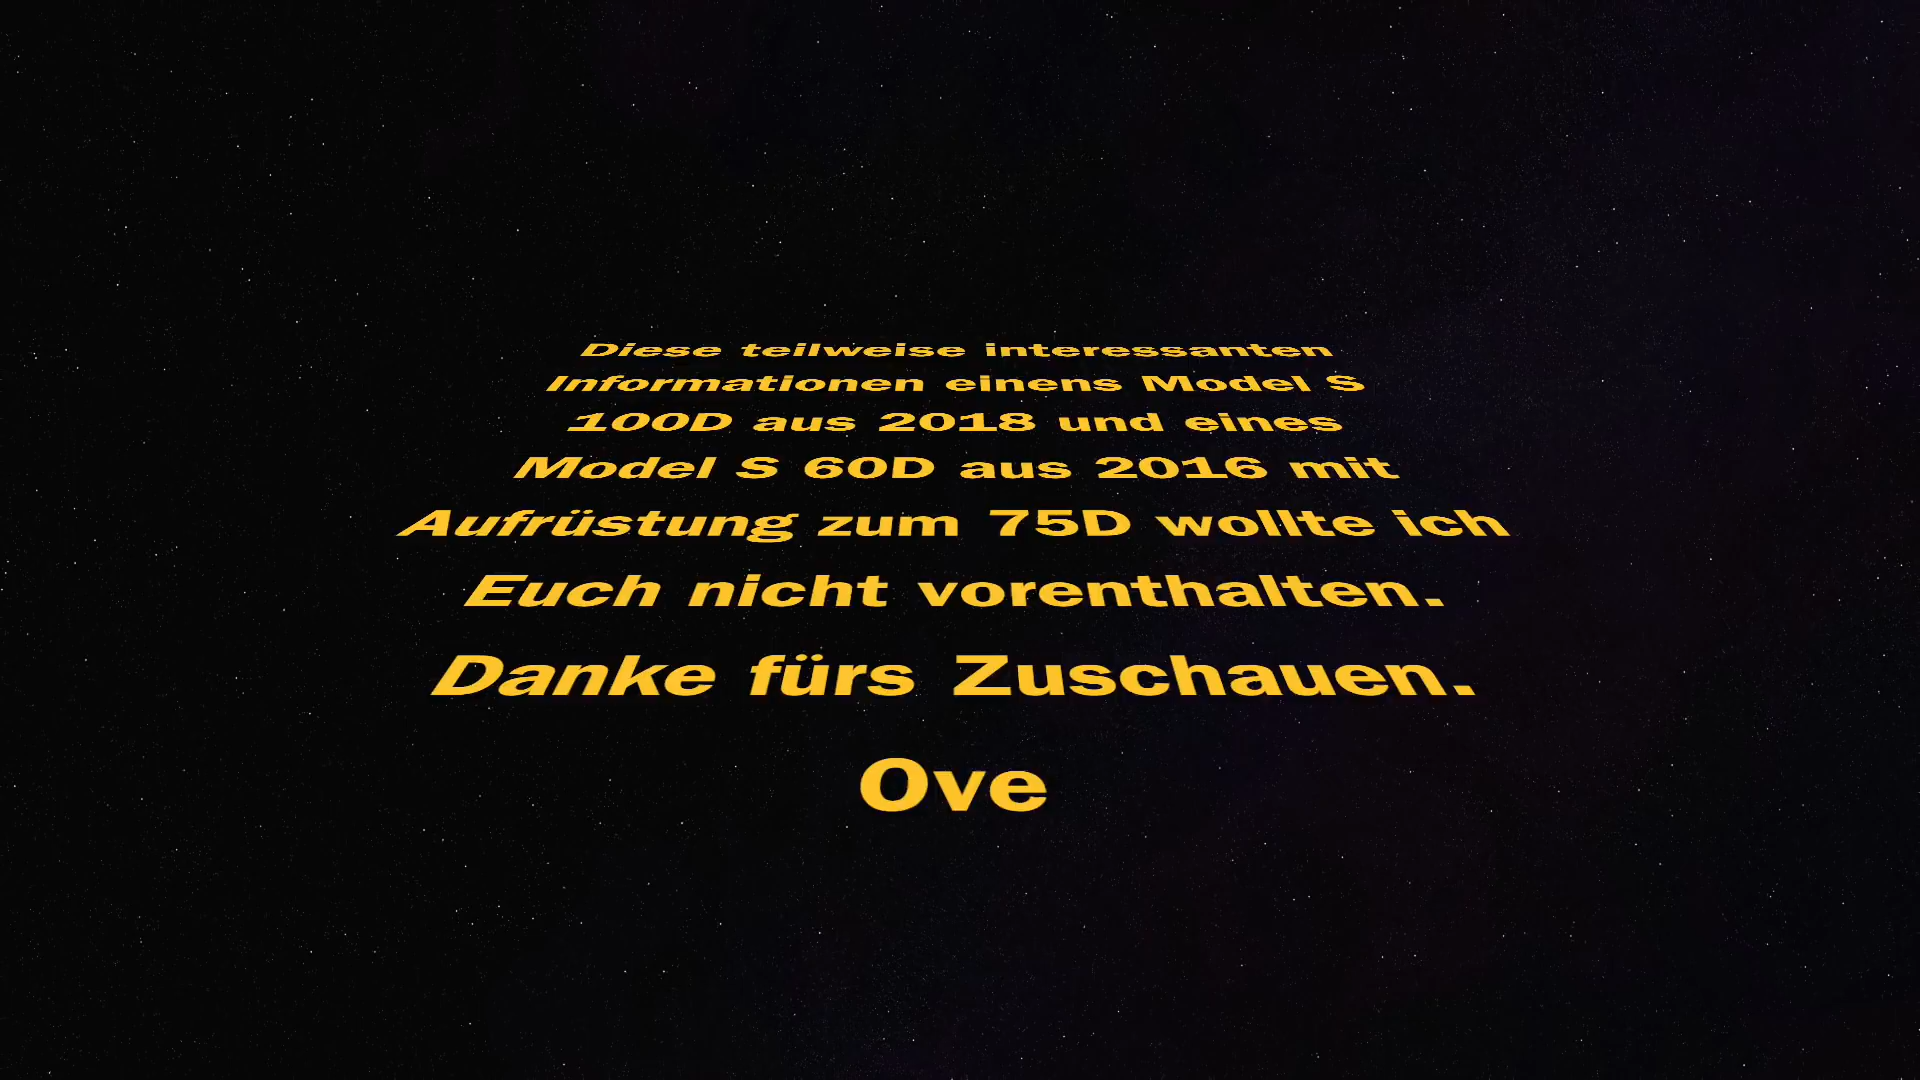 Diese teilweise interessanten
Informationen einens Model S
100D aus 2018 und eines
Model S 60D aus 2016 mit
Aufrüstung zum 75D wollte ich
Euch nicht vorenthalten.
Danke fürs Zuschauen.
Ove